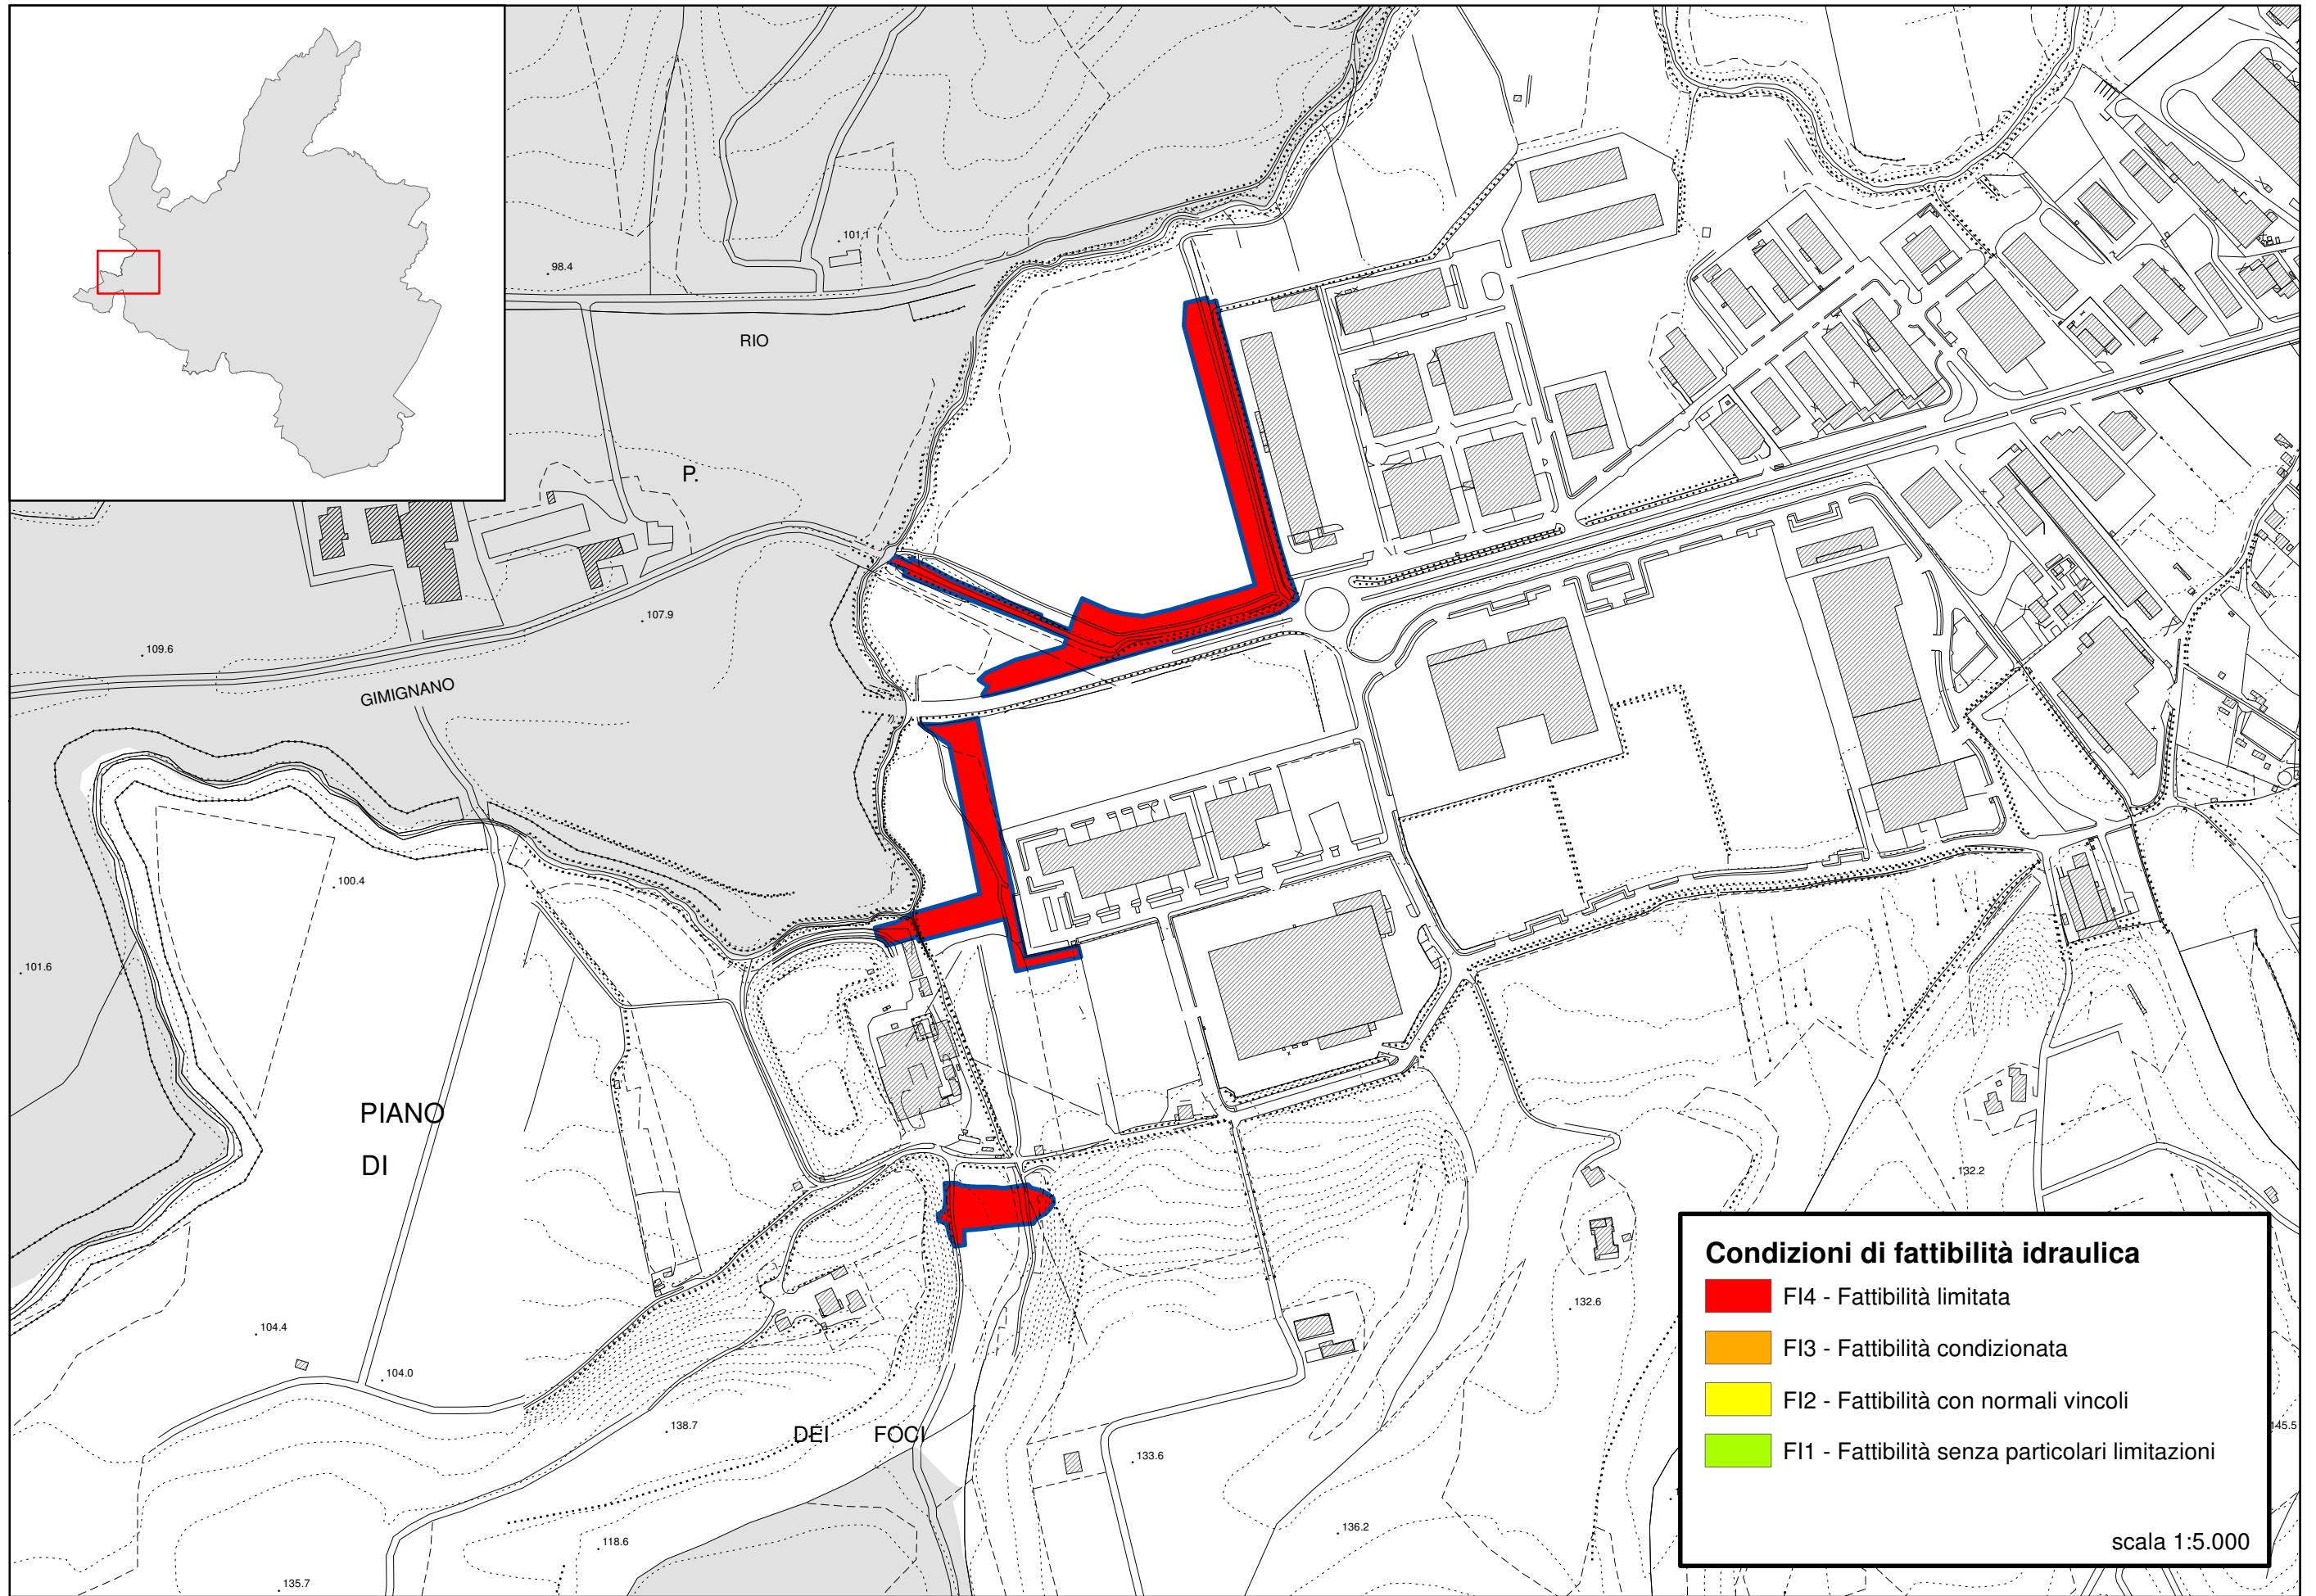 101.1
98.4
RIO
P.
107.9
109.6
GIMIGNANO
100.4
101.6
PIANO
DI
132.2
132.6
104.4
104.0
138.7
DEI FOCI
133.6
136.2
118.6
135.7
145.5
Condizioni di fattibilità idraulica
FI4 - Fattibilità limitata
FI3 - Fattibilità condizionata
FI2 - Fattibilità con normali vincoli
FI1 - Fattibilità senza particolari limitazioni
scala 1:5.000